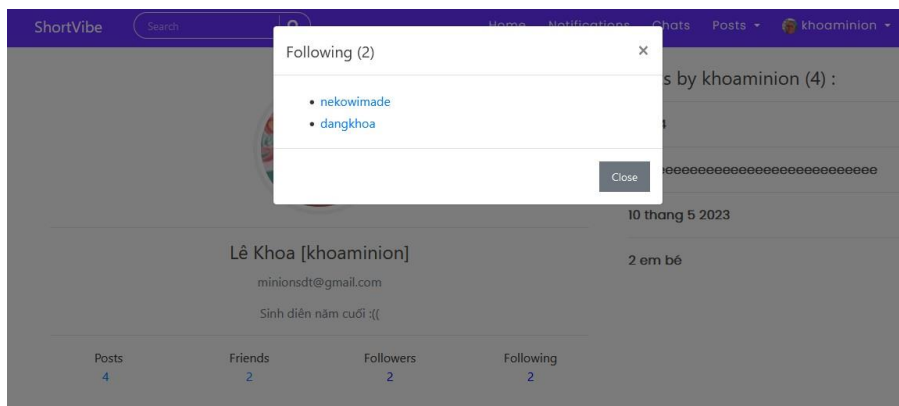 ShortVibe Search Home Notifications Chats Posts khoaminion
Following (2) ×
s by khoaminion (4) :
nekowimade
dangkhoa
Close
10 thang 5 2023
Lê Khoa [khoaminion]
2 em bé
minionsdt@gmail.com
Sinh diên năm cuối :((
Posts Friends Followers Following
4 2 2 2